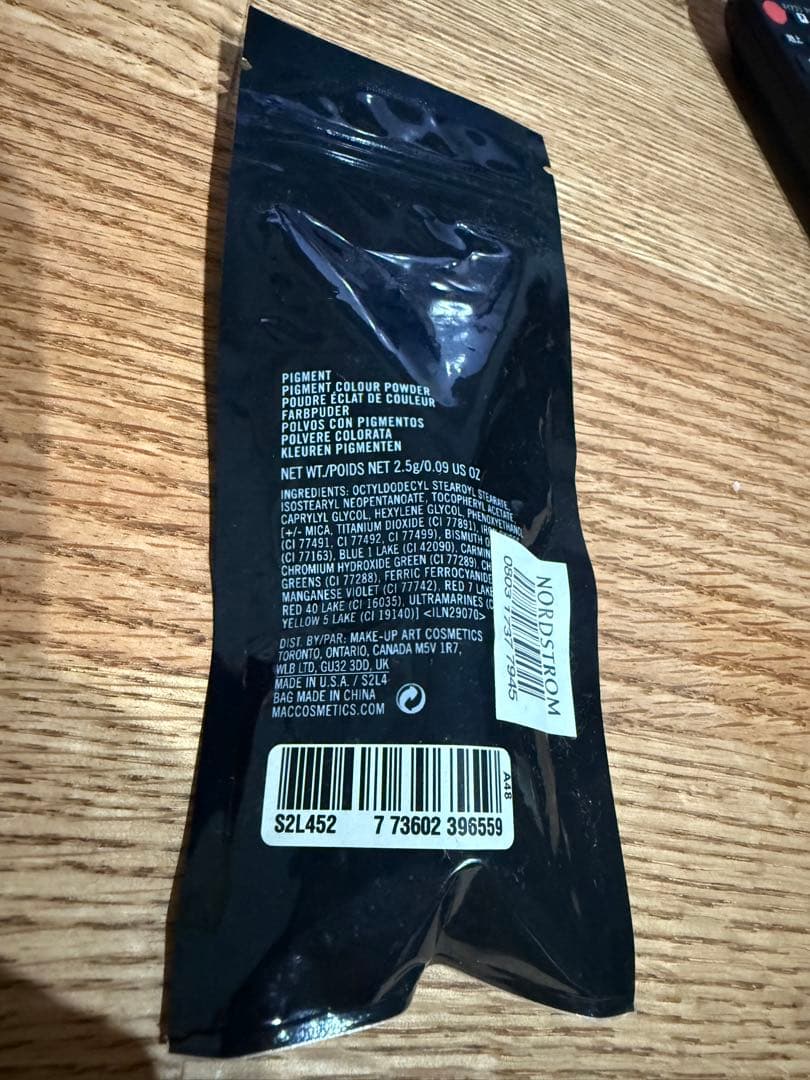 PIGMENT
PIGMENT COLOUR POWDER
POUDRE ÉCLAT DE COULEUR
FARBPUDER
POLVOS CON PIGMENTOS
POLVERE COLORATA
KLEUREN PIGMENTEN
NET WT./POIDS NET 2.5g/0.09 US OZ
INGREDIENTS: OCTYLDODECYL STEAROYL STEARATE,
ISOSTEARYL NEOPENTANOATE, TOCOPHERYL ACETATE,
CAPRYLYL GLYCOL, HEXYLENE GLYCOL,
[+/- MICA, TITANIUM DIOXIDE (CI 77891),
(CI 77491, CI 77492, CI 77499), BISMUTH
(CI 77163), BLUE 1 LAKE (CI 42090),
CHROMIUM HYDROXIDE GREEN (CI 77289),
GREENS (CI 77288), FERRIC FERROCYANIDE
MANGANESE VIOLET (CI 77742), RED 7 LAKE
RED 40 LAKE (CI 16035), ULTRAMARINES
YELLOW 5 LAKE (CI 19140)] <ILN29070>
DIST. BY/PAR: MAKE-UP ART COSMETICS
TORONTO, ONTARIO, CANADA M5V 1R7,
WLB LTD, GU32 3DD, UK
MADE IN U.S.A. / S2L4
BAG MADE IN CHINA
MACCOSMETICS.COM
NORDSTROM
0803 1737 7945
A48
S2L452 7 73602 396559